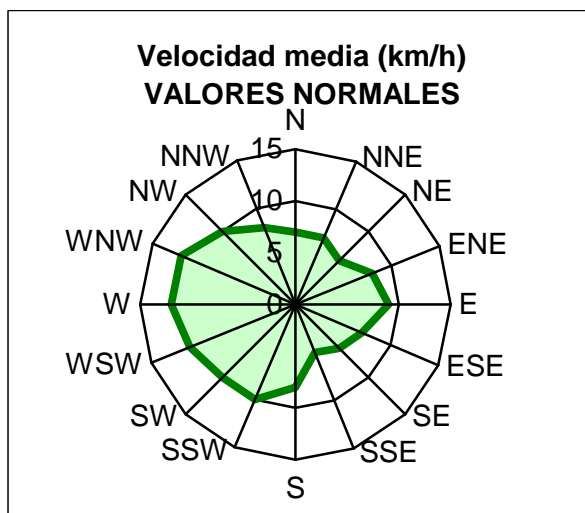 Velocidad media (km/h)
VALORES NORMALES
N
NNW
15
NNE
NW
10
NE
WNW
5
ENE
W
0
E
WSW
ESE
SW
SE
SSW
SSE
S